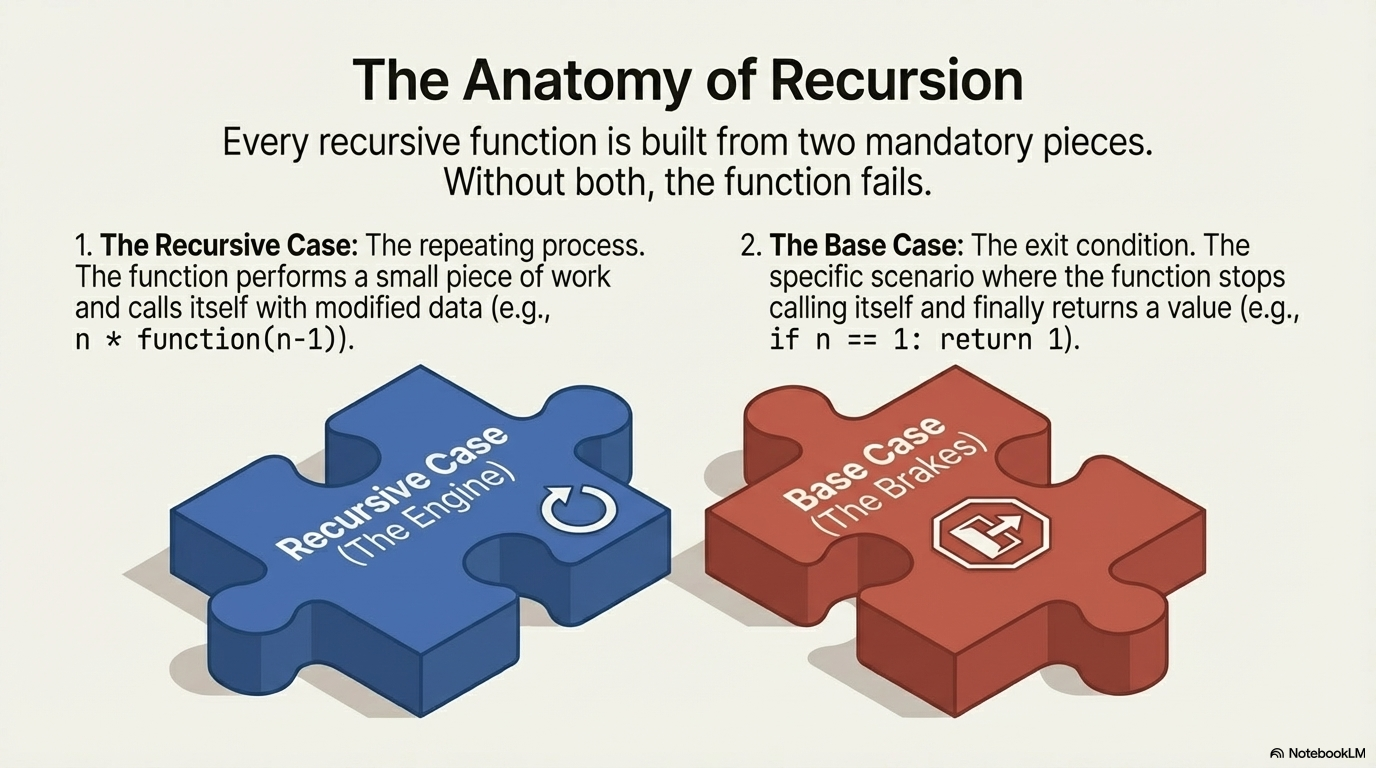 The Anatomy of Recursion
Every recursive function is built from two mandatory pieces.
Without both, the function fails.
1. The Recursive Case: The repeating process.
The function performs a small piece of work
and calls itself with modified data (e.g.,
n * function(n-1)).
2. The Base Case: The exit condition. The
specific scenario where the function stops
calling itself and finally returns a value (e.g.,
if n == 1: return 1).
Recursive Case
(The Engine)
Base Case
(The Brakes)
NotebookLM